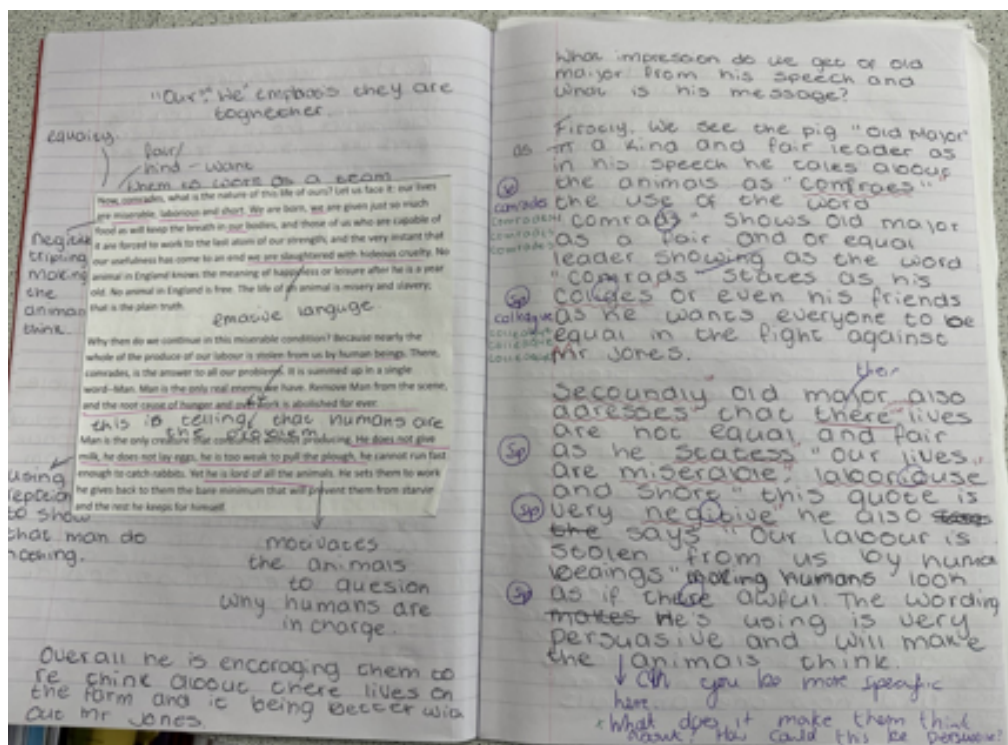 "Our" "We" emphasis they are
tognether.
equality.
fair/
kind - want
them to work as a team
Now, comrades, what is the nature of this life of ours? Let us face it: our lives
are miserable, laborious and short. We are born, we are given just so much
food as will keep the breath in our bodies, and those of us who are capable of
it are forced to work to the last atom of our strength, and the very instant that
our usefulness has come to an end we are slaughtered with hideous cruelty. No
animal in England knows the meaning of happiness or leisure after he is a year
old. No animal in England is free. The life of an animal is misery and slavery;
that is the plain truth.
tripling
making
the
animan
think.
emotive languge.
Why then do we continue in this miserable condition? Because nearly the
whole of the produce of our labour is stolen from us by human beings. There,
comrades, is the answer to all our problems. It is summed up in a single
word–Man. Man is the only real enemy we have. Remove Man from the scene,
and the root cause of hunger and overwork is abolished for ever.
this is telling that humans are
the problem
Man is the only creature that consumes without producing. He does not give
milk, he does not lay eggs, he is too weak to pull the plough, he cannot run fast
enough to catch rabbits. Yet he is lord of all the animals. He sets them to work
he gives back to them the bare minimum that will prevent them from starvin
and the rest he keeps for himself.
using
to show
that man do
nothing.
motivates
the animals
to quesion
why humans are
in charge.
Overall he is encoraging them to
re think about there lives on
the farm and it being better with
out Mr Jones.
What impression do we get of old
mayor from his speech and
what is his message?
Firstly, we see the pig "Old Major"
as in a kind and fair leader as
in his speech he cales about
the animals as "comfraes"
comrades the use of the word
comrades "comrads" shows Old major
comrades as a fair and or equal
comrades leader showing as the word
"comrads" states as his
Sp colleges or even his friends
colleague as he wants everyone to be
colleague equal in the fight against
colleague Mr Jones.
their
Secoundly old major also
adresses that there lives
are not equal and fair
Sp as he statess "our lives
are miserable, laboriouse
and short" this quote is
Sp very negitive" he also
the says "Our labour is
stolen from us by human
beaings" making humans look
Sp as if there awful. The wording
makes He's using is very
persuasive and will make
the animals think.
Can you be more specific
here.
* What does it make them think
about? How could this be persuasive